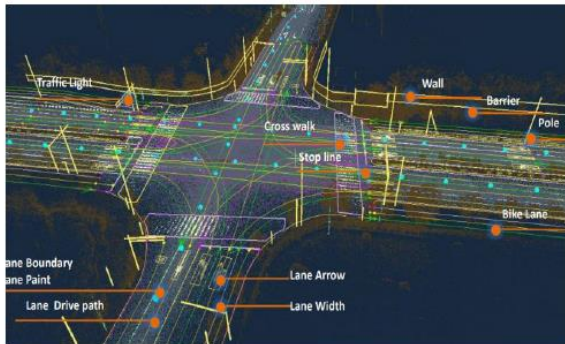 Traffic Light
Wall
Barrier
Pole
Cross walk
Stop line
Bike Lane
ane Boundary
ane Paint
Lane Drive path
Lane Arrow
Lane Width